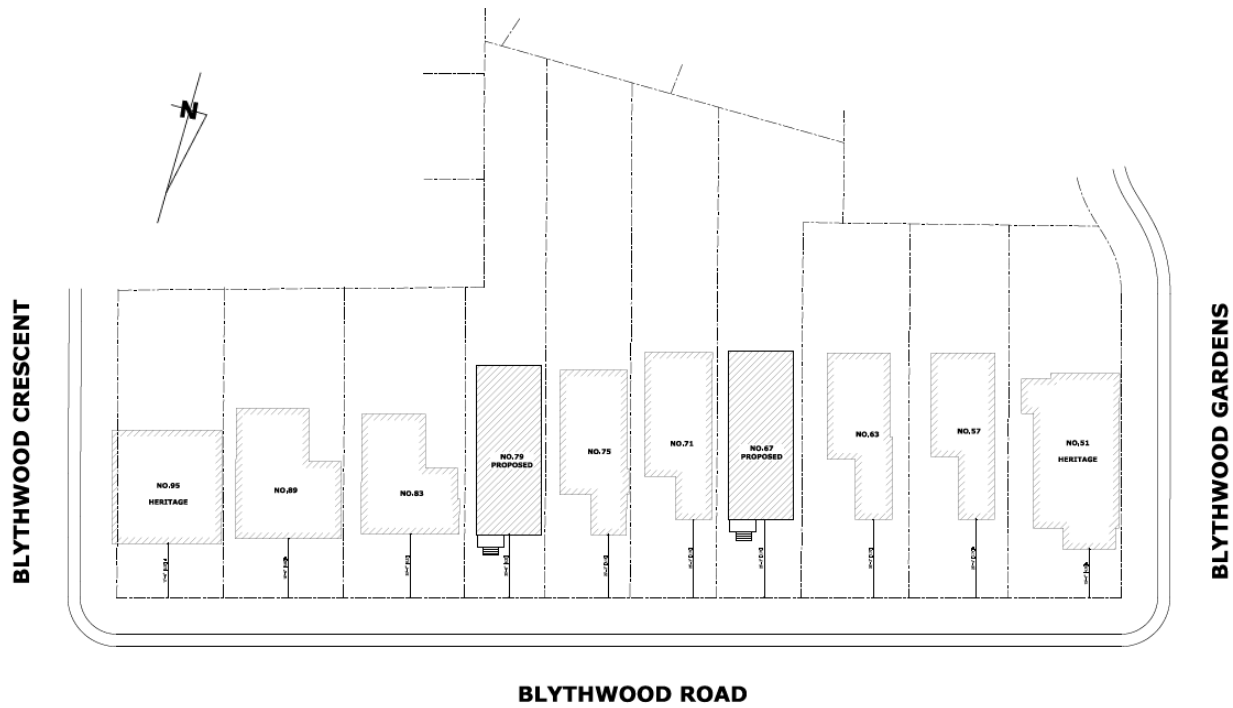 N
BLYTHWOOD CRESCENT
BLYTHWOOD GARDENS
NO.95
HERITAGE
NO.89
NO.83
NO.79
PROPOSED
NO.75
NO.71
NO.67
PROPOSED
NO.63
NO.57
NO.51
HERITAGE
BLYTHWOOD ROAD